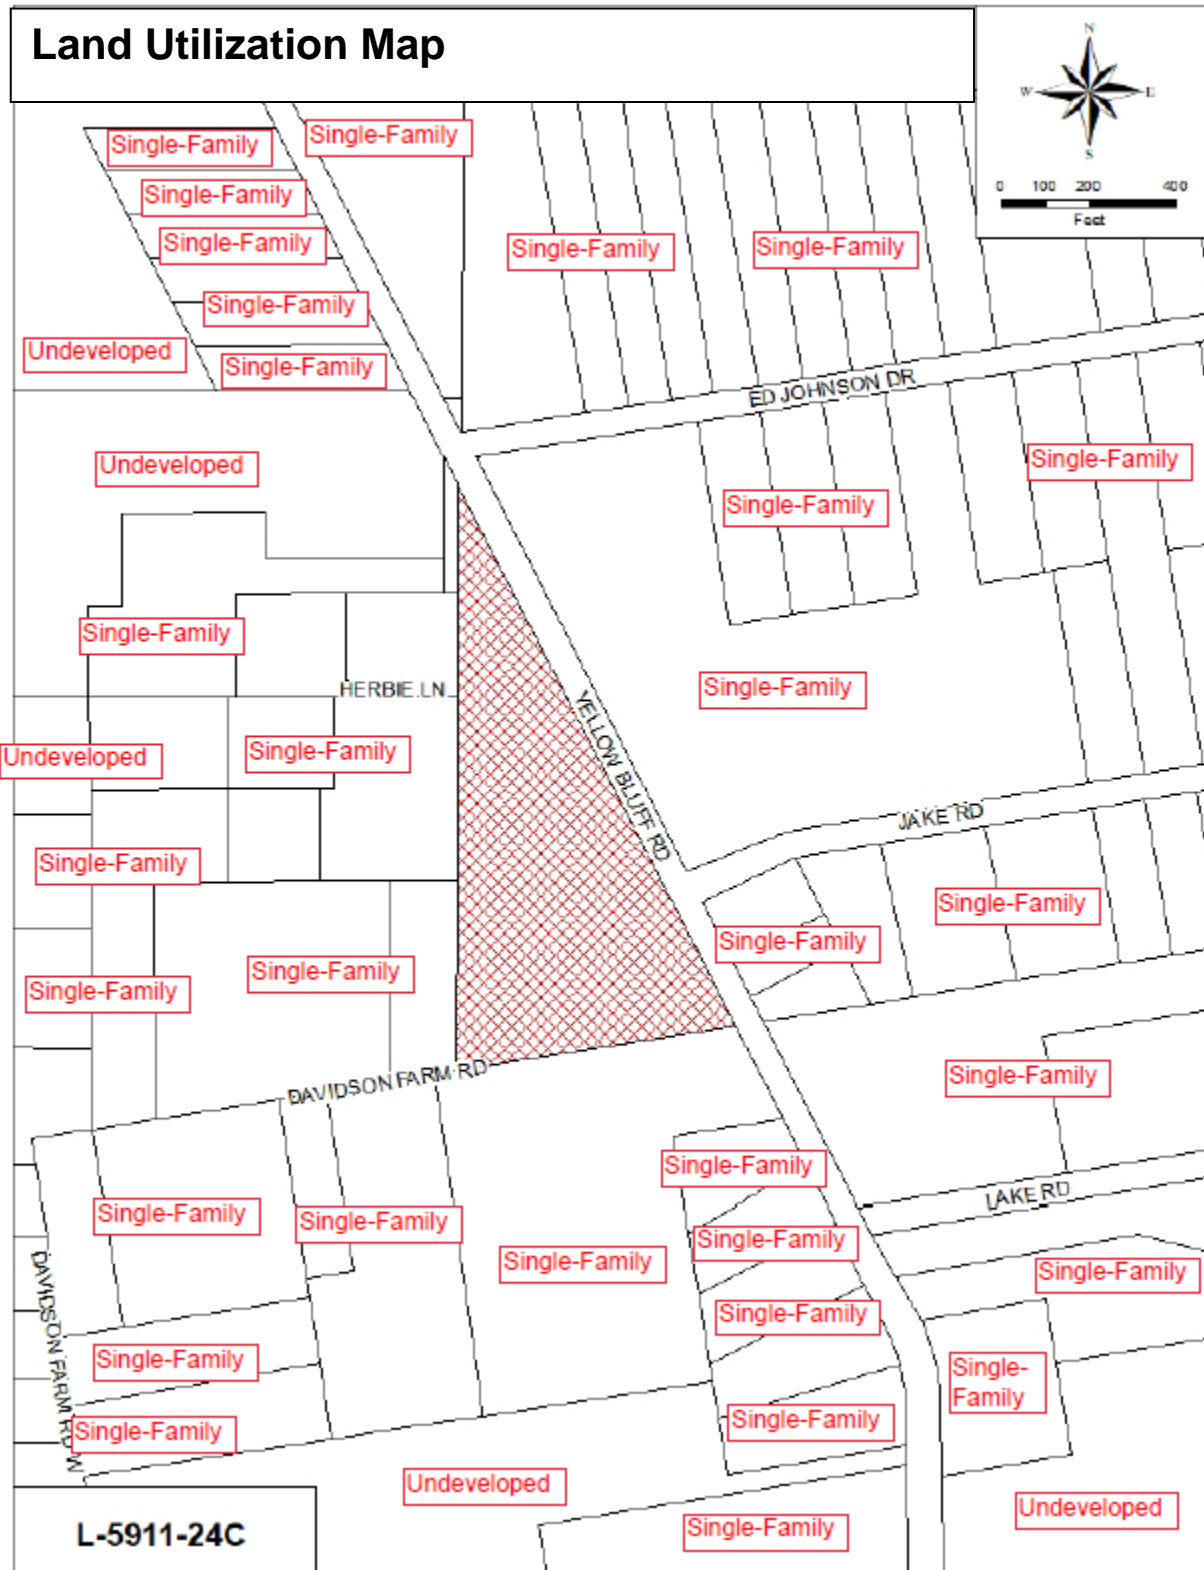 Land Utilization Map
N
W
E
S
0 100 200 400
Feet
Single-Family
Single-Family
Single-Family
Single-Family
Single-Family
Single-Family
Single-Family
Single-Family
Undeveloped
Single-Family
ED JOHNSON DR
Undeveloped
Single-Family
Single-Family
Single-Family
HERBIE LN
Single-Family
YELLOW BLUFF RD
Undeveloped
Single-Family
JAKE RD
Single-Family
Single-Family
Single-Family
Single-Family
Single-Family
DAVIDSON FARM RD
Single-Family
Single-Family
LAKE RD
Single-Family
Single-Family
Single-Family
Single-Family
Single-Family
DAVIDSON FARM RD W
Single-Family
Single-Family
Single-
Family
Single-Family
Single-Family
Undeveloped
Undeveloped
Single-Family
L-5911-24C